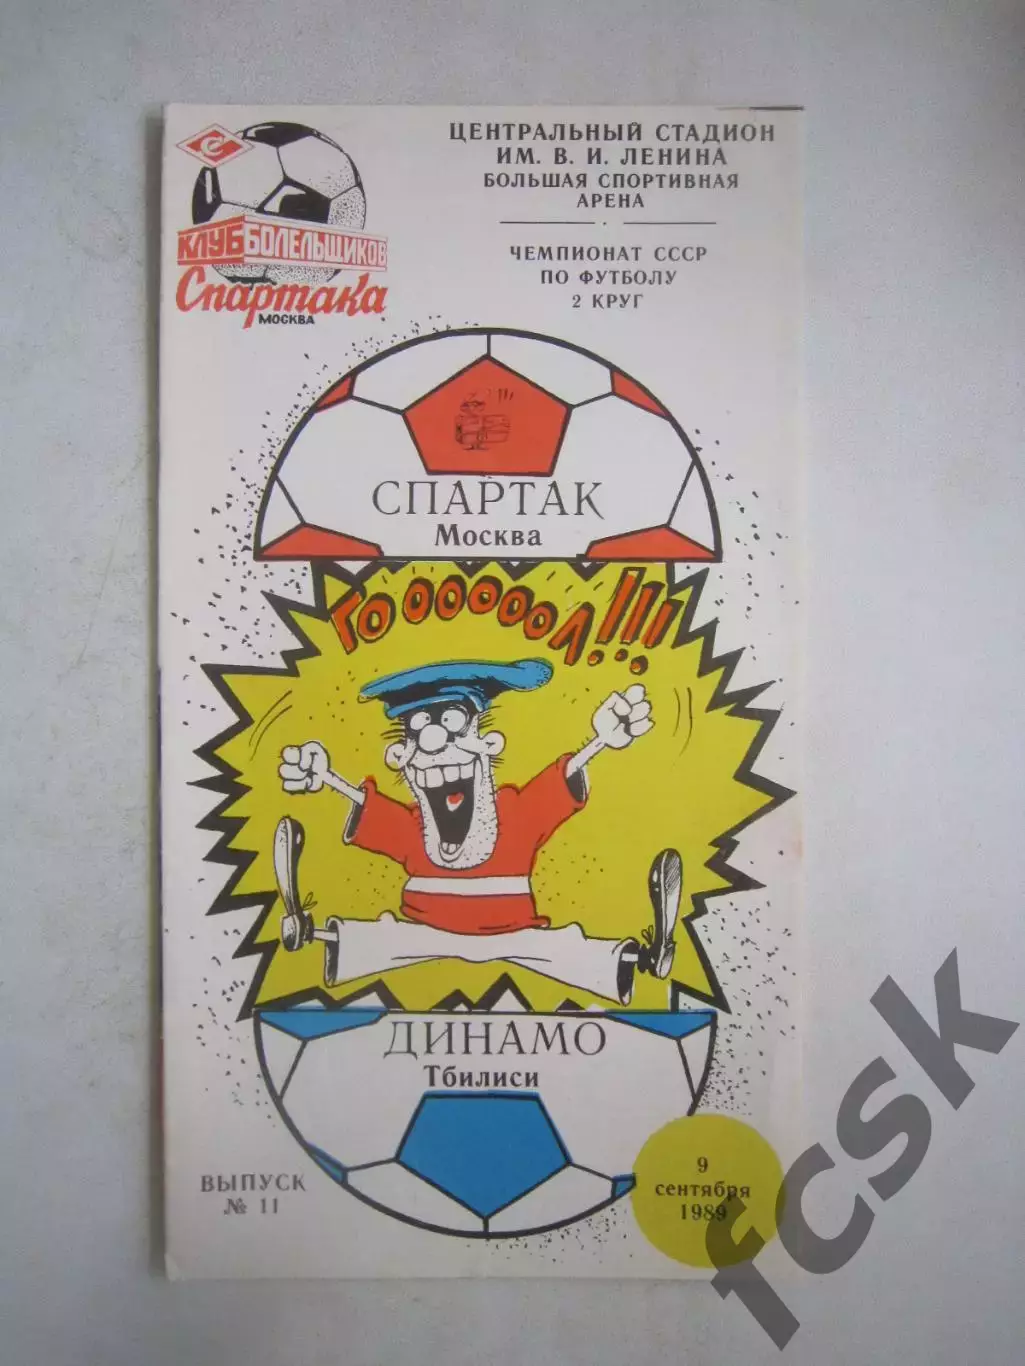 С
КЛУБ БОЛЕЛЬЩИКОВ
Спартака
МОСКВА
ЦЕНТРАЛЬНЫЙ СТАДИОН
ИМ. В. И. ЛЕНИНА
БОЛЬШАЯ СПОРТИВНАЯ
АРЕНА
ЧЕМПИОНАТ СССР
ПО ФУТБОЛУ
2 КРУГ
СПАРТАК
Москва
ГООООООЛ!!!
ДИНАМО
Тбилиси
ВЫПУСК
№ 11
9
сентября
1989
fcsk